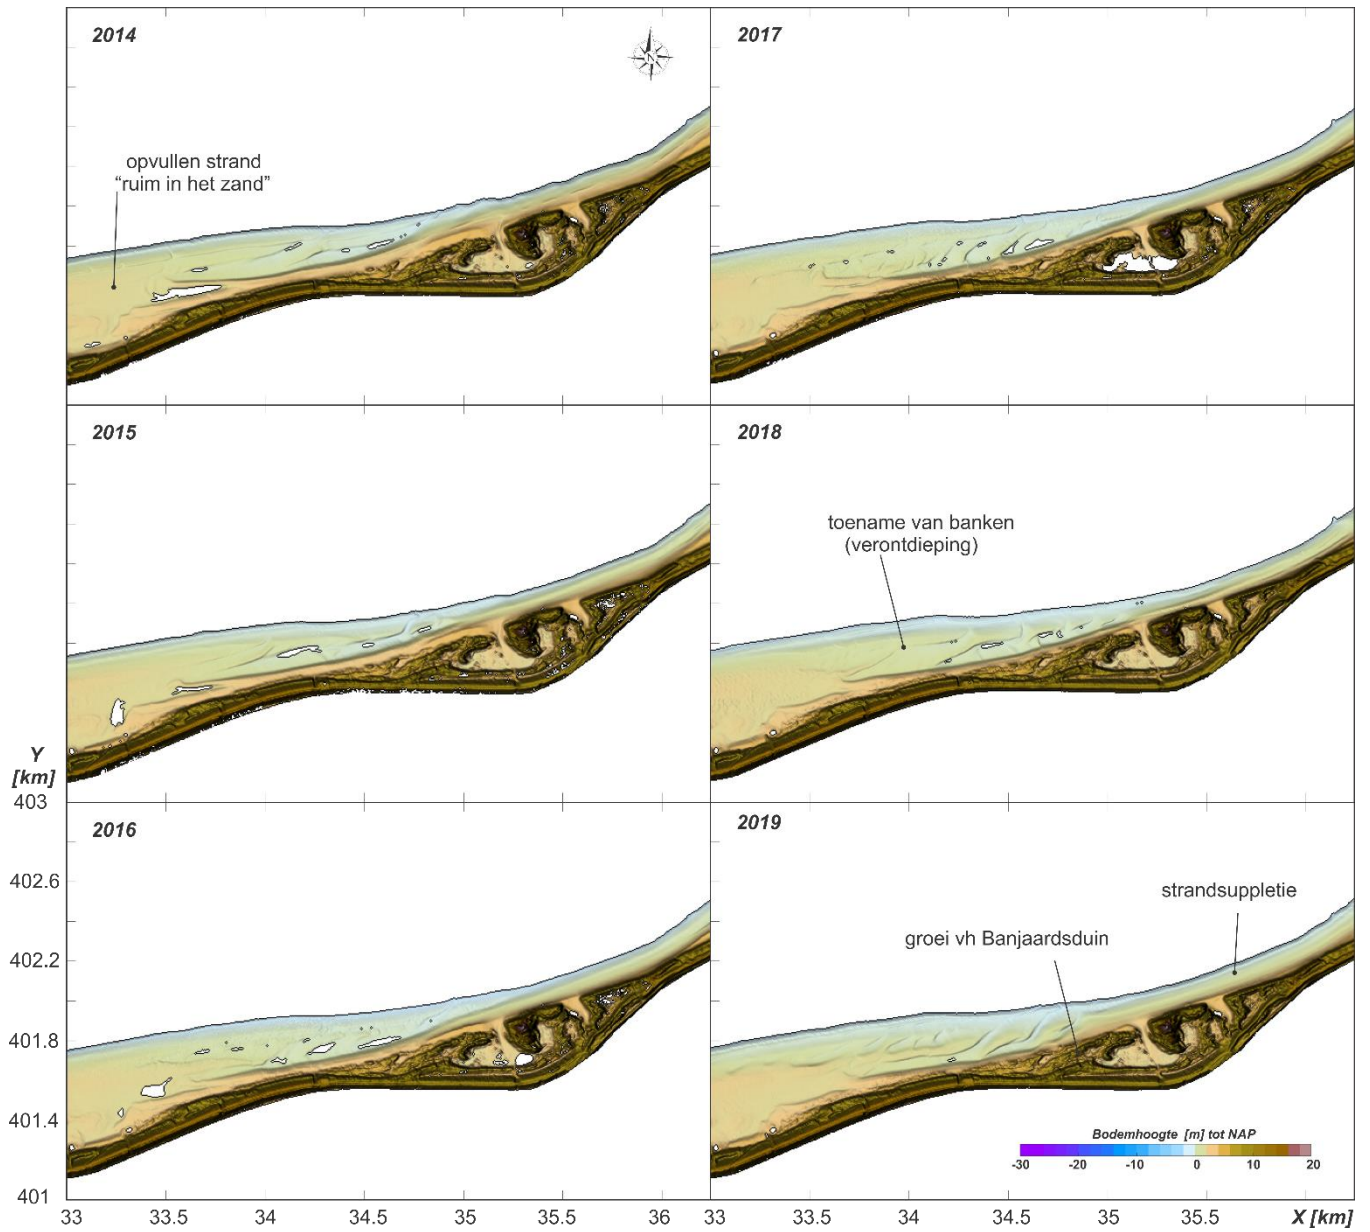 2014
N
opvullen strand
“ruim in het zand”
2017
2015
2018
toename van banken
(verontdieping)
Y
[km]
403
402.6
402.2
401.8
401.4
401
2016
2019
strandsuppletie
groei vh Banjaardsduin
Bodemhoogte [m] tot NAP
-30 -20 -10 0 10 20
33 33.5 34 34.5 35 35.5 36
34 34.5 35 35.5 X [km]